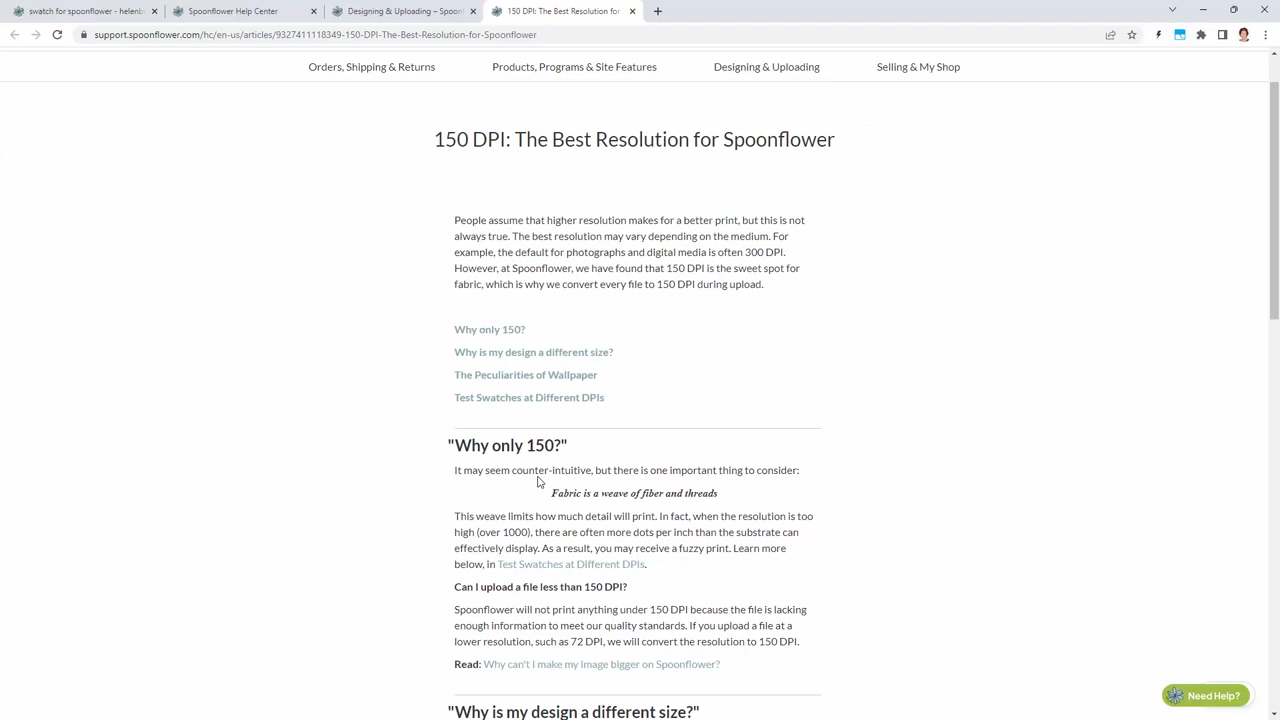 swatch for spoonflower - helenb
Spoonflower Help Center
Designing & Uploading – Spoonf
150 DPI: The Best Resolution for
support.spoonflower.com/hc/en-us/articles/9327411118349-150-DPI-The-Best-Resolution-for-Spoonflower
Orders, Shipping & Returns
Products, Programs & Site Features
Designing & Uploading
Selling & My Shop
150 DPI: The Best Resolution for Spoonflower
People assume that higher resolution makes for a better print, but this is not
always true. The best resolution may vary depending on the medium. For
example, the default for photographs and digital media is often 300 DPI.
However, at Spoonflower, we have found that 150 DPI is the sweet spot for
fabric, which is why we convert every file to 150 DPI during upload.
Why only 150?
Why is my design a different size?
The Peculiarities of Wallpaper
Test Swatches at Different DPIs
"Why only 150?"
It may seem counter-intuitive, but there is one important thing to consider:
Fabric is a weave of fiber and threads
This weave limits how much detail will print. In fact, when the resolution is too
high (over 1000), there are often more dots per inch than the substrate can
effectively display. As a result, you may receive a fuzzy print. Learn more
below, in Test Swatches at Different DPIs.
Can I upload a file less than 150 DPI?
Spoonflower will not print anything under 150 DPI because the file is lacking
enough information to meet our quality standards. If you upload a file at a
lower resolution, such as 72 DPI, we will convert the resolution to 150 DPI.
Read: Why can't I make my image bigger on Spoonflower?
"Why is my design a different size?"
Need Help?